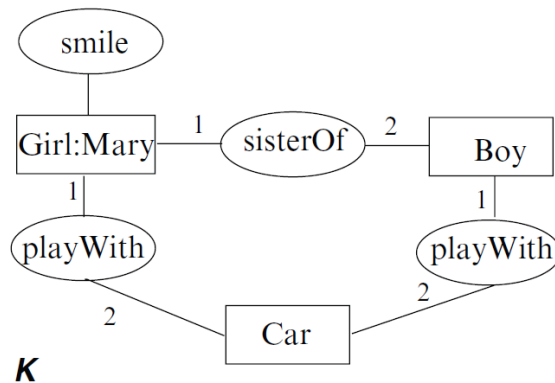 smile
Girl:Mary
1
sisterOf
2
Boy
1
1
playWith
playWith
2
2
Car
K